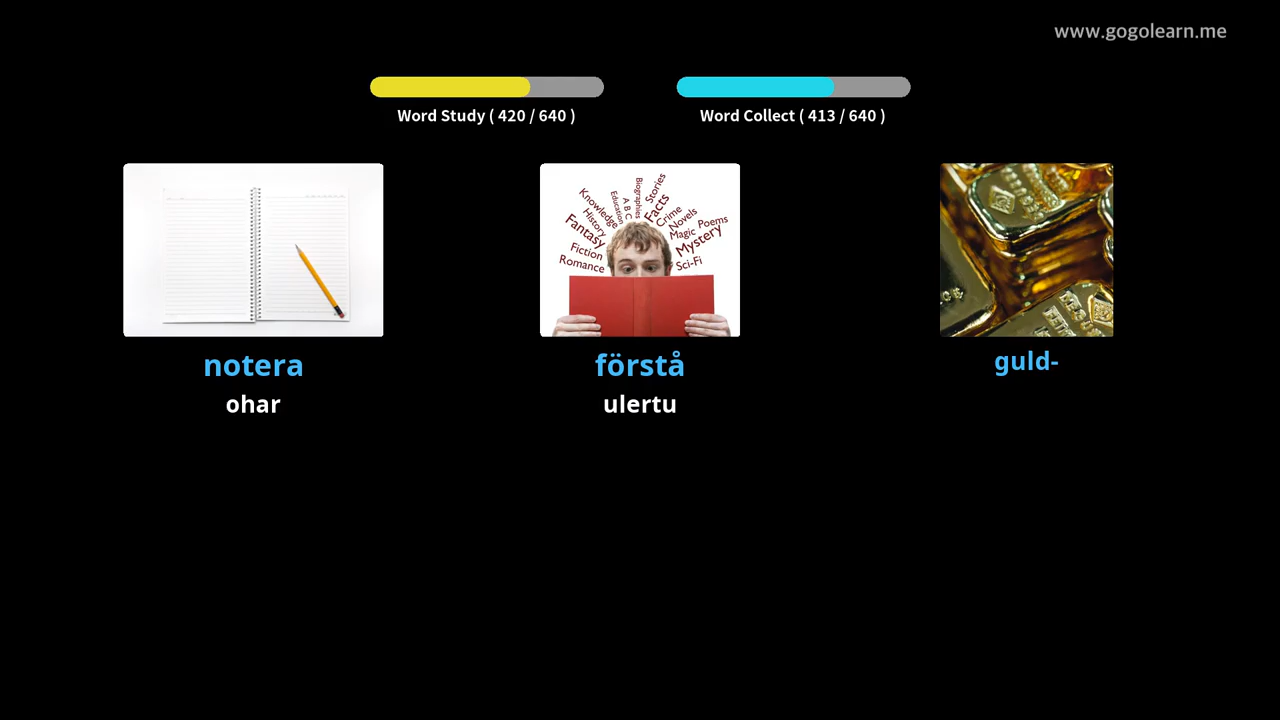 www.gogolearn.me
Word Study ( 420 / 640 )
Word Collect ( 413 / 640 )
Knowledge
Education
A B C
Biographies
Stories
Facts
History
Crime
Novels
Fantasy
Magic
Poems
Fiction
Mystery
Romance
Sci-Fi
notera
förstå
guld-
ohar
ulertu